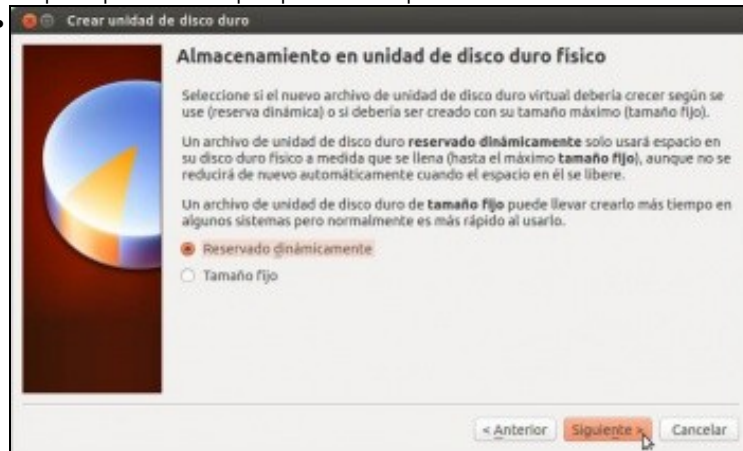 Crear unidad de disco duro
Almacenamiento en unidad de disco duro físico
Seleccione si el nuevo archivo de unidad de disco duro virtual debería crecer según se
use (reserva dinámica) o si debería ser creado con su tamaño máximo (tamaño fijo).
Un archivo de unidad de disco duro reservado dinámicamente solo usará espacio en
su disco duro físico a medida que se llena (hasta el máximo tamaño fijo), aunque no se
reducirá de nuevo automáticamente cuando el espacio en él se libere.
Un archivo de unidad de disco duro de tamaño fijo puede llevar crearlo más tiempo en
algunos sistemas pero normalmente es más rápido al usarlo.
Reservado dinámicamente
Tamaño fijo
< Anterior Siguiente > Cancelar